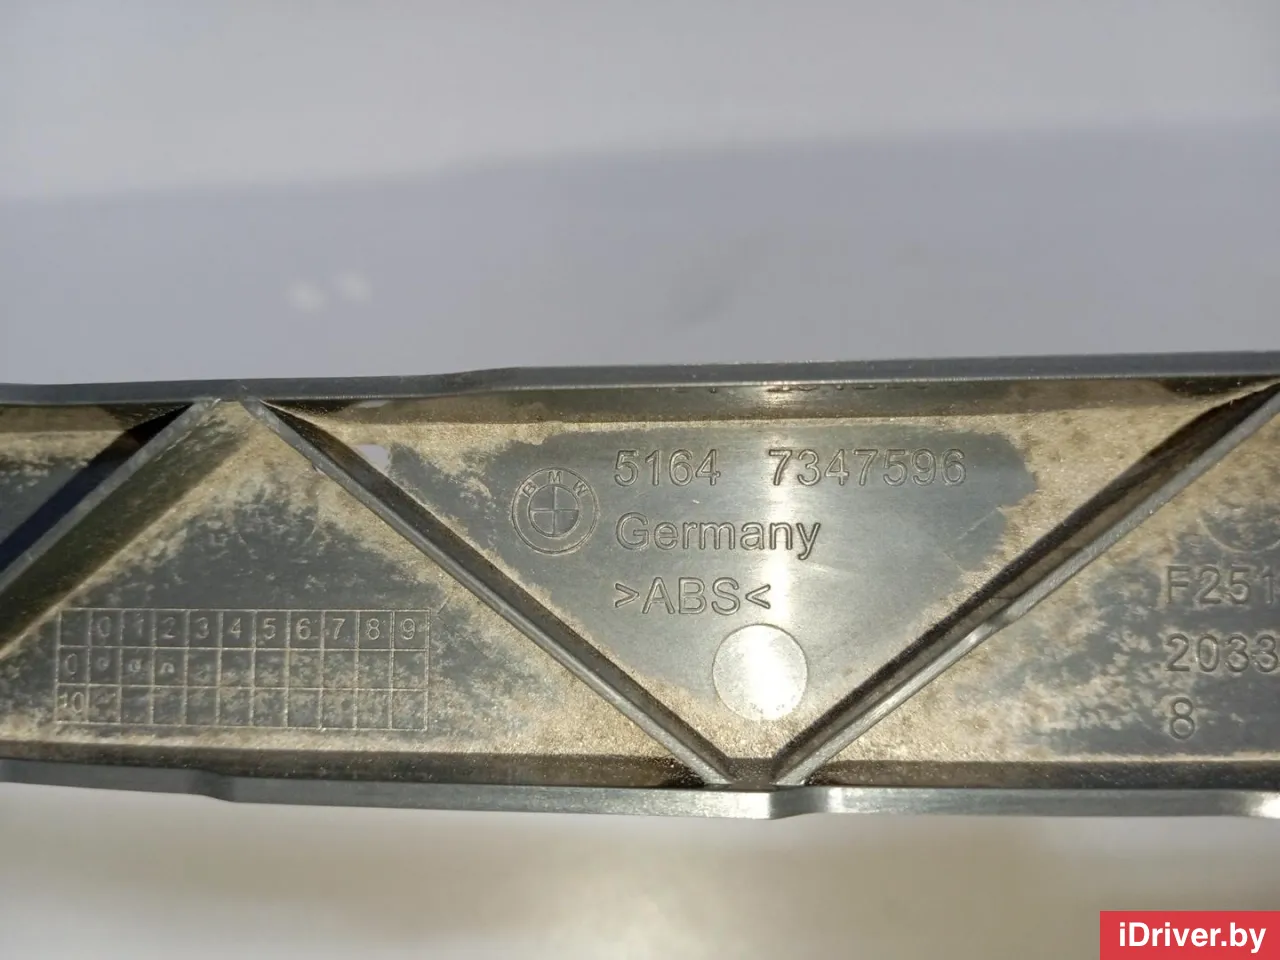 BMW
5164 7347596
Germany
>ABS<
- 0 1 2 3 4 5 6 7 8 9
0
10
F251
2033
8
iDriver.by